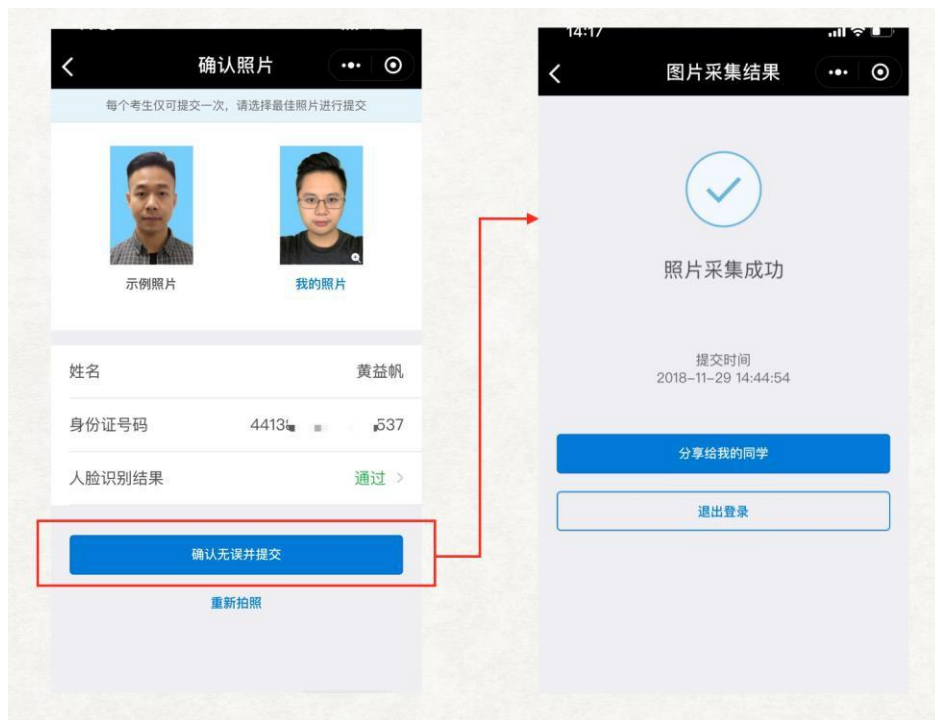 确认照片
每个考生仅可提交一次，请选择最佳照片进行提交
示例照片
我的照片
姓名
黄益帆
身份证号码
4413
537
人脸识别结果
通过
确认无误并提交
重新拍照
14:17
图片采集结果
照片采集成功
提交时间
2018-11-29 14:44:54
分享给我的同学
退出登录